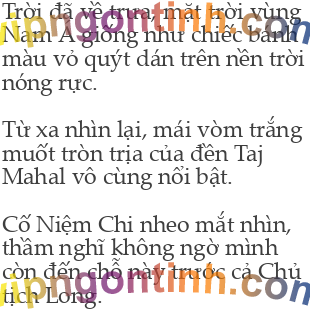 Trời đã về trưa, mặt trời vùng
Nam Á giống như chiếc bánh
màu vỏ quýt dán trên nền trời
nóng rực.
Từ xa nhìn lại, mái vòm trắng
muốt tròn trịa của đền Taj
Mahal vô cùng nổi bật.
Cố Niệm Chi nheo mắt nhìn,
thầm nghĩ không ngờ mình
còn đến chỗ này trước cả Chủ
tịch Long.
vipngontinh.com
vipngontinh.com